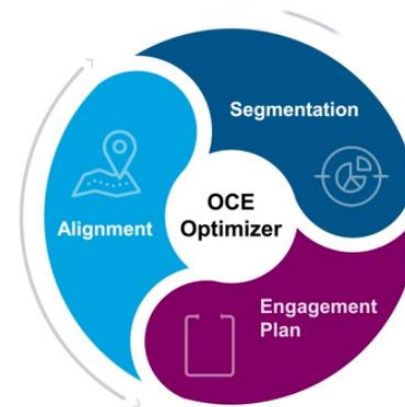 Segmentation
OCE
Optimizer
Alignment
Engagement
Plan